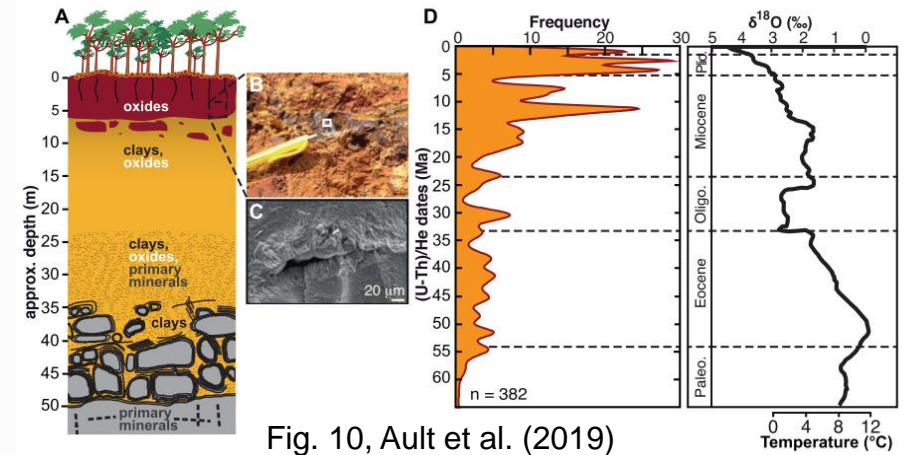 A
0
5
10
15
20
25
30
35
40
45
50
approx. depth (m)
oxides
clays,
oxides
clays,
oxides,
primary
minerals
clays
primary
minerals
B
C
20 µm
D
Frequency
0 10 20 30
0
5
10
15
20
25
30
35
40
45
50
55
60
(U-Th)/He dates (Ma)
n = 382
δ18O (‰)
5 4 3 2 1 0
Plio.
Miocene
Oligo.
Eocene
Paleo.
0 4 8 12
Temperature (°C)
Fig. 10, Ault et al. (2019)